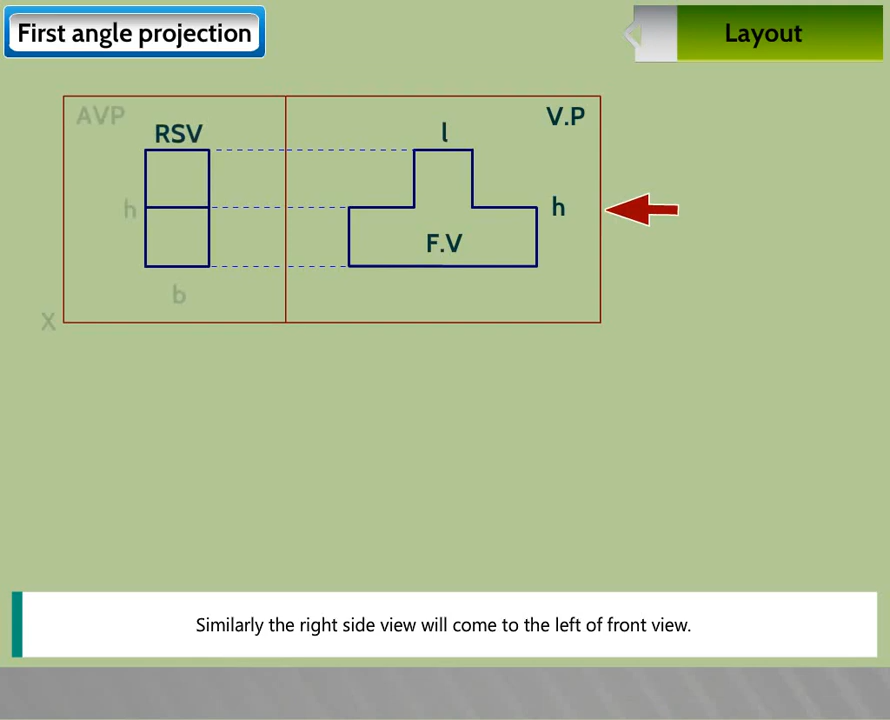 First angle projection
Layout
AVP
V.P
RSV
l
h
h
F.V
b
X
Similarly the right side view will come to the left of front view.